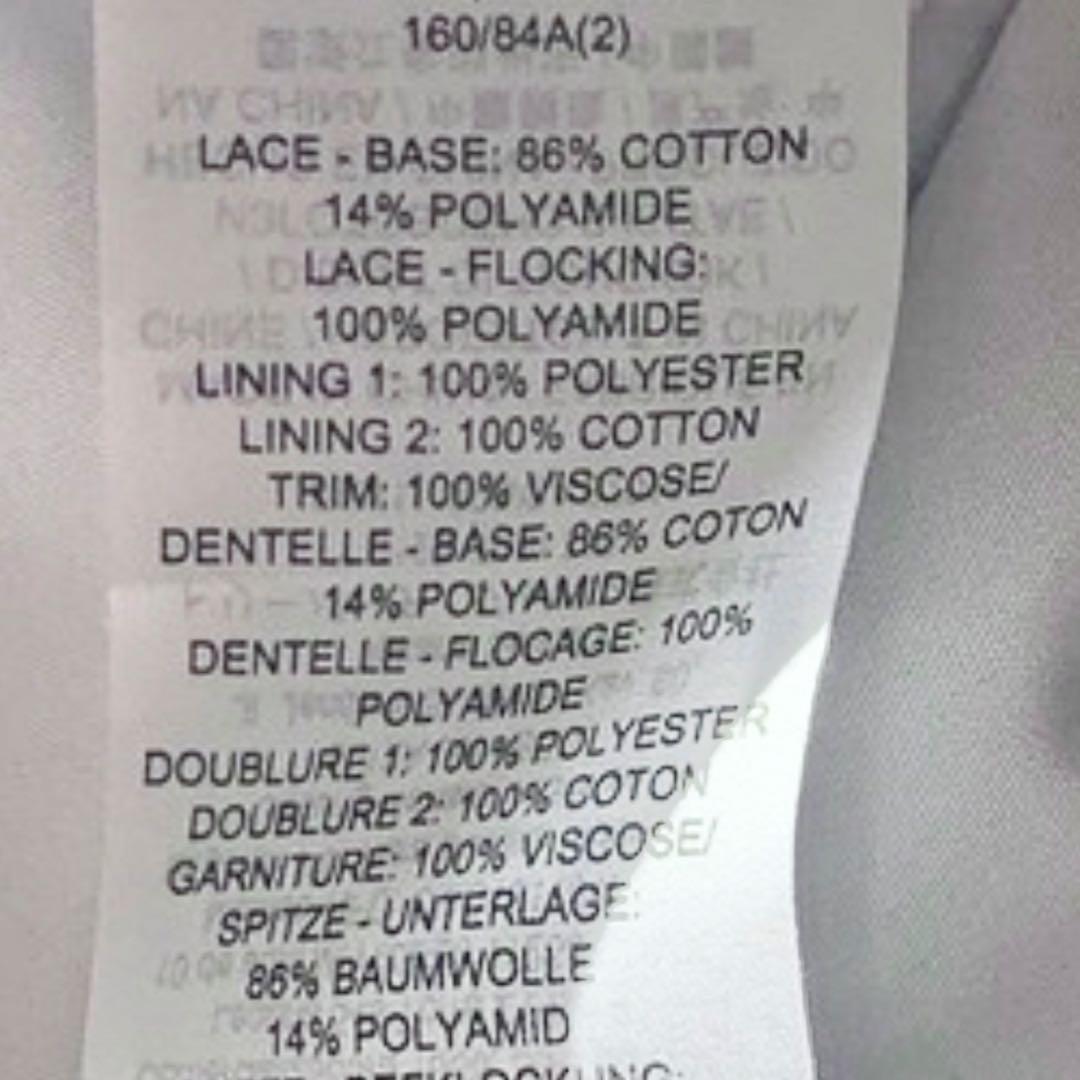 160/84A(2)
LACE - BASE: 86% COTTON
14% POLYAMIDE
LACE - FLOCKING:
100% POLYAMIDE
LINING 1: 100% POLYESTER
LINING 2: 100% COTTON
TRIM: 100% VISCOSE/
DENTELLE - BASE: 86% COTON
14% POLYAMIDE
DENTELLE - FLOCAGE: 100%
POLYAMIDE
DOUBLURE 1: 100% POLYESTER
DOUBLURE 2: 100% COTON
GARNITURE: 100% VISCOSE/
SPITZE - UNTERLAGE:
86% BAUMWOLLE
14% POLYAMID